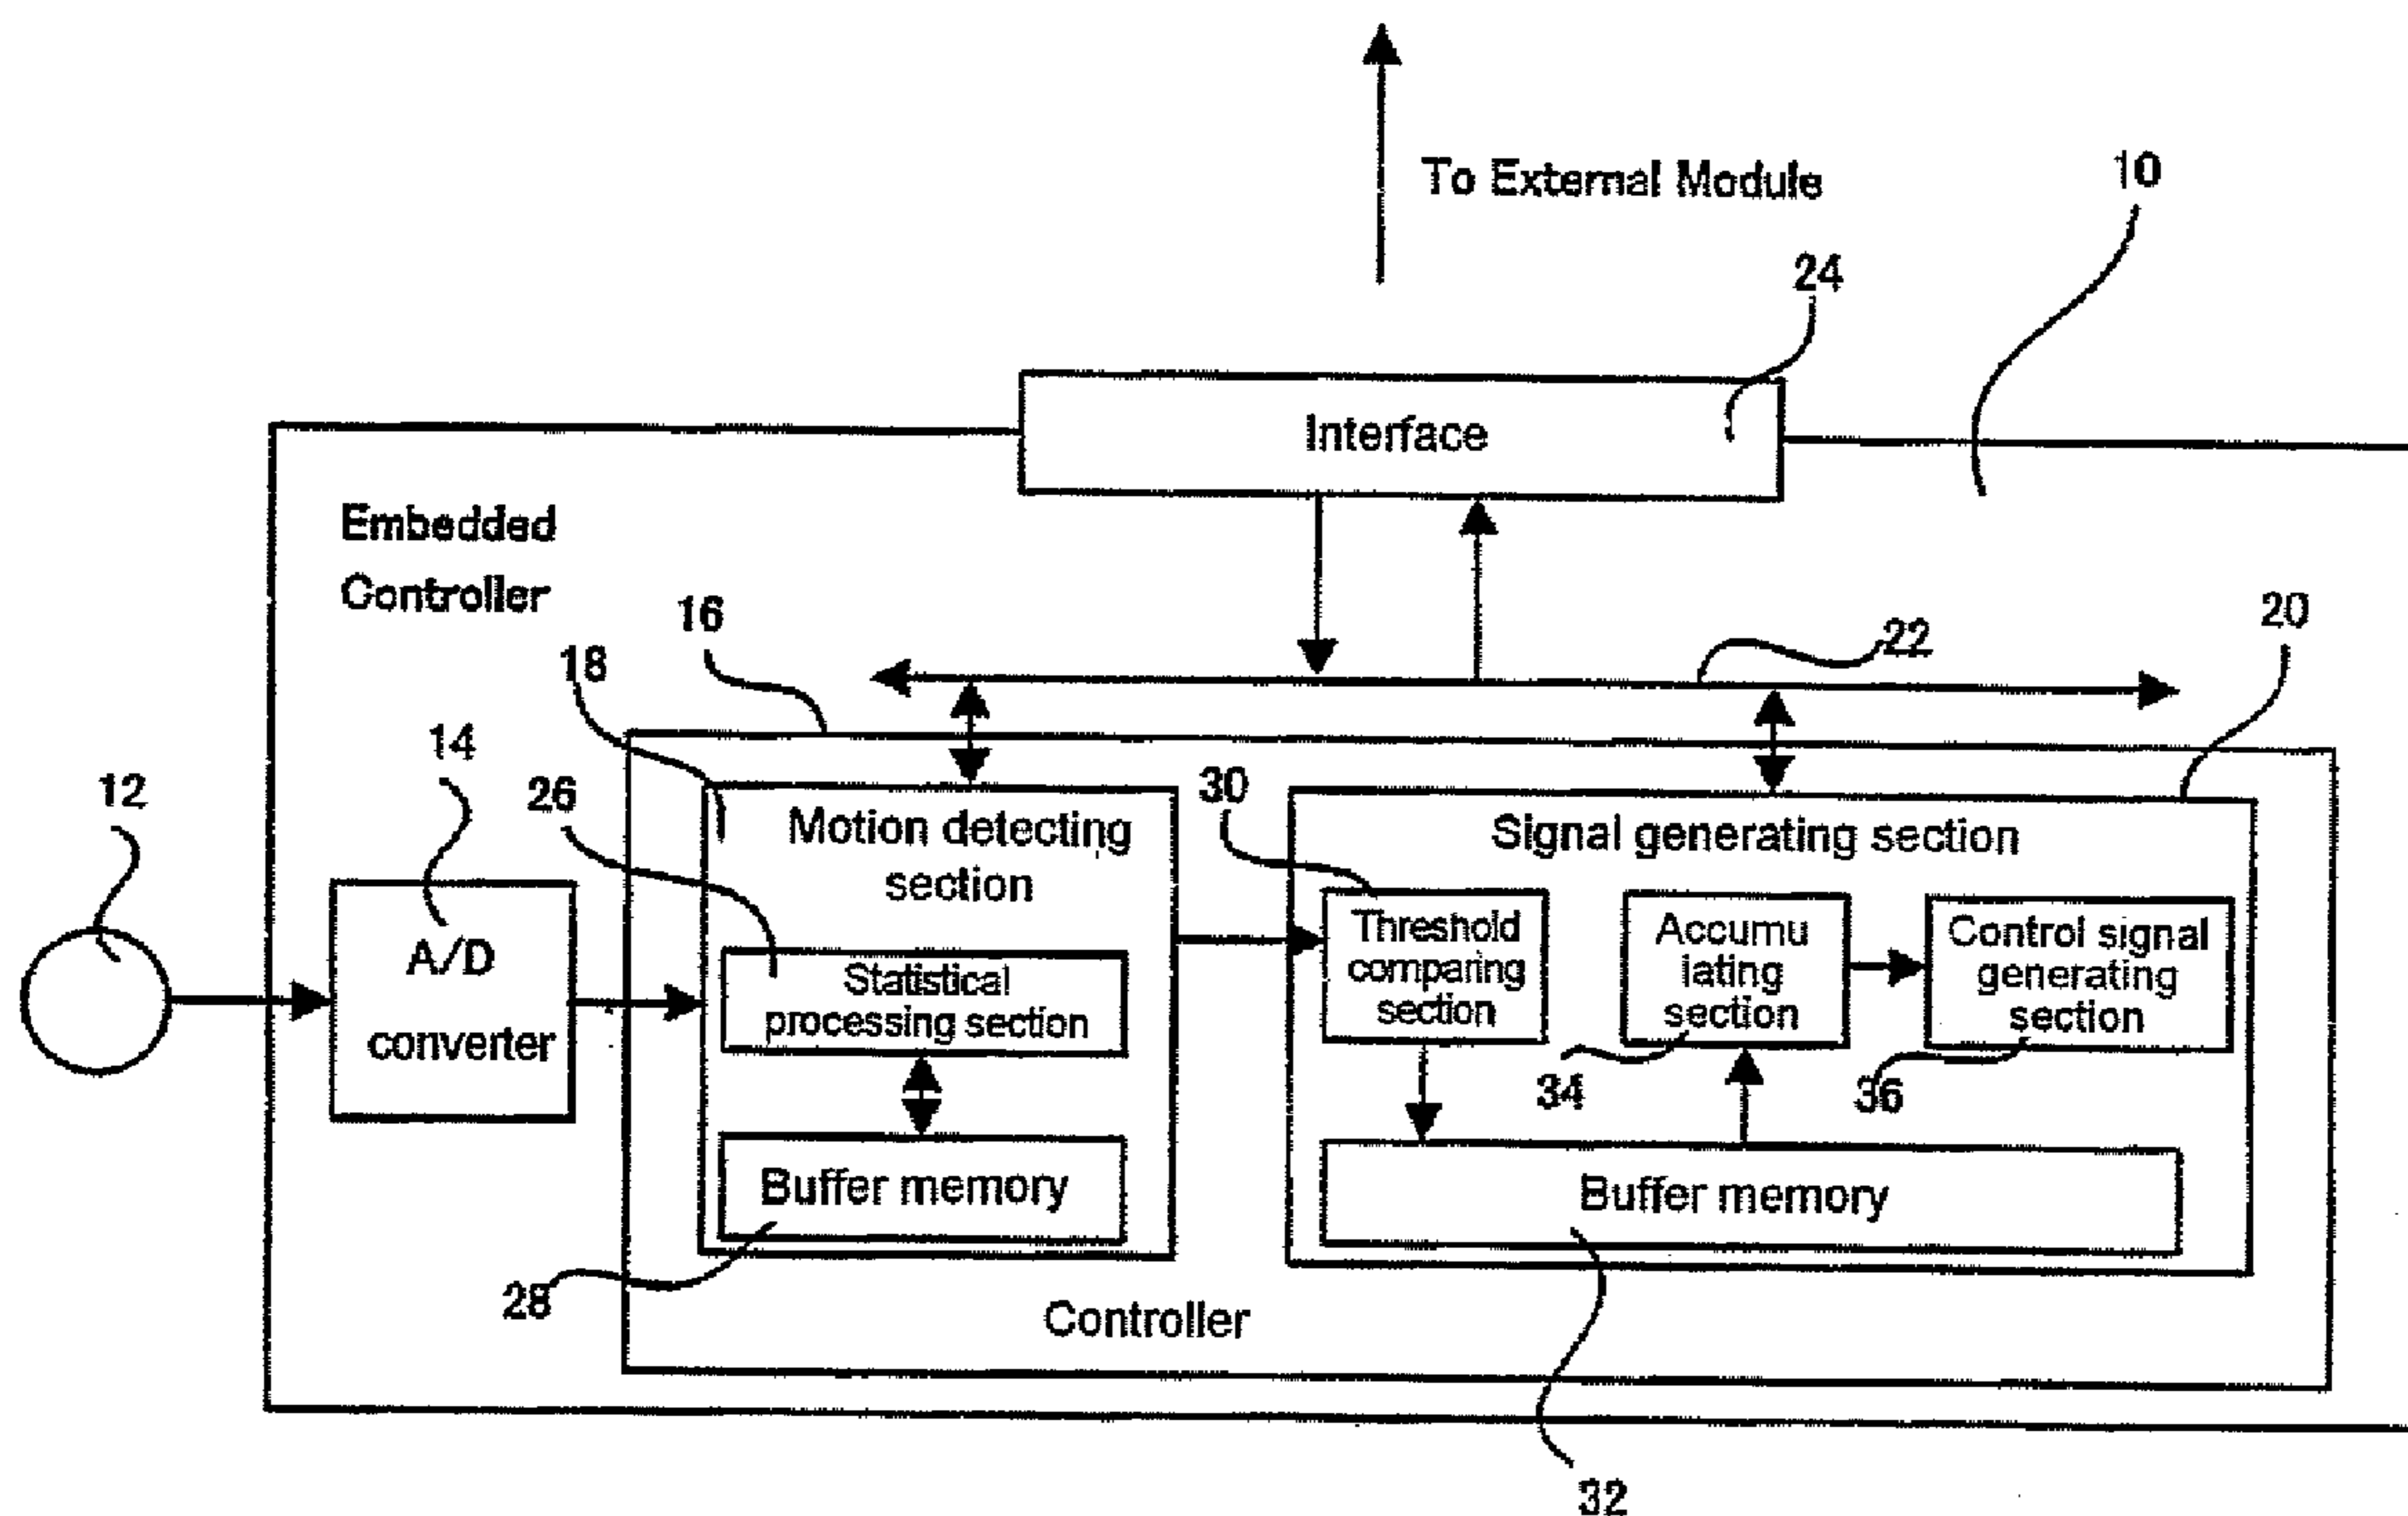 To External Module
10
24
Interface
Embedded
Controller
16
20
18
22
14
12
26
30
Motion detecting
section
Signal generating section
A/D
converter
Statistical
processing section
Threshold
comparing
section
Accumu
lating
section
Control signal
generating
section
34
36
Buffer memory
Buffer memory
28
Controller
32